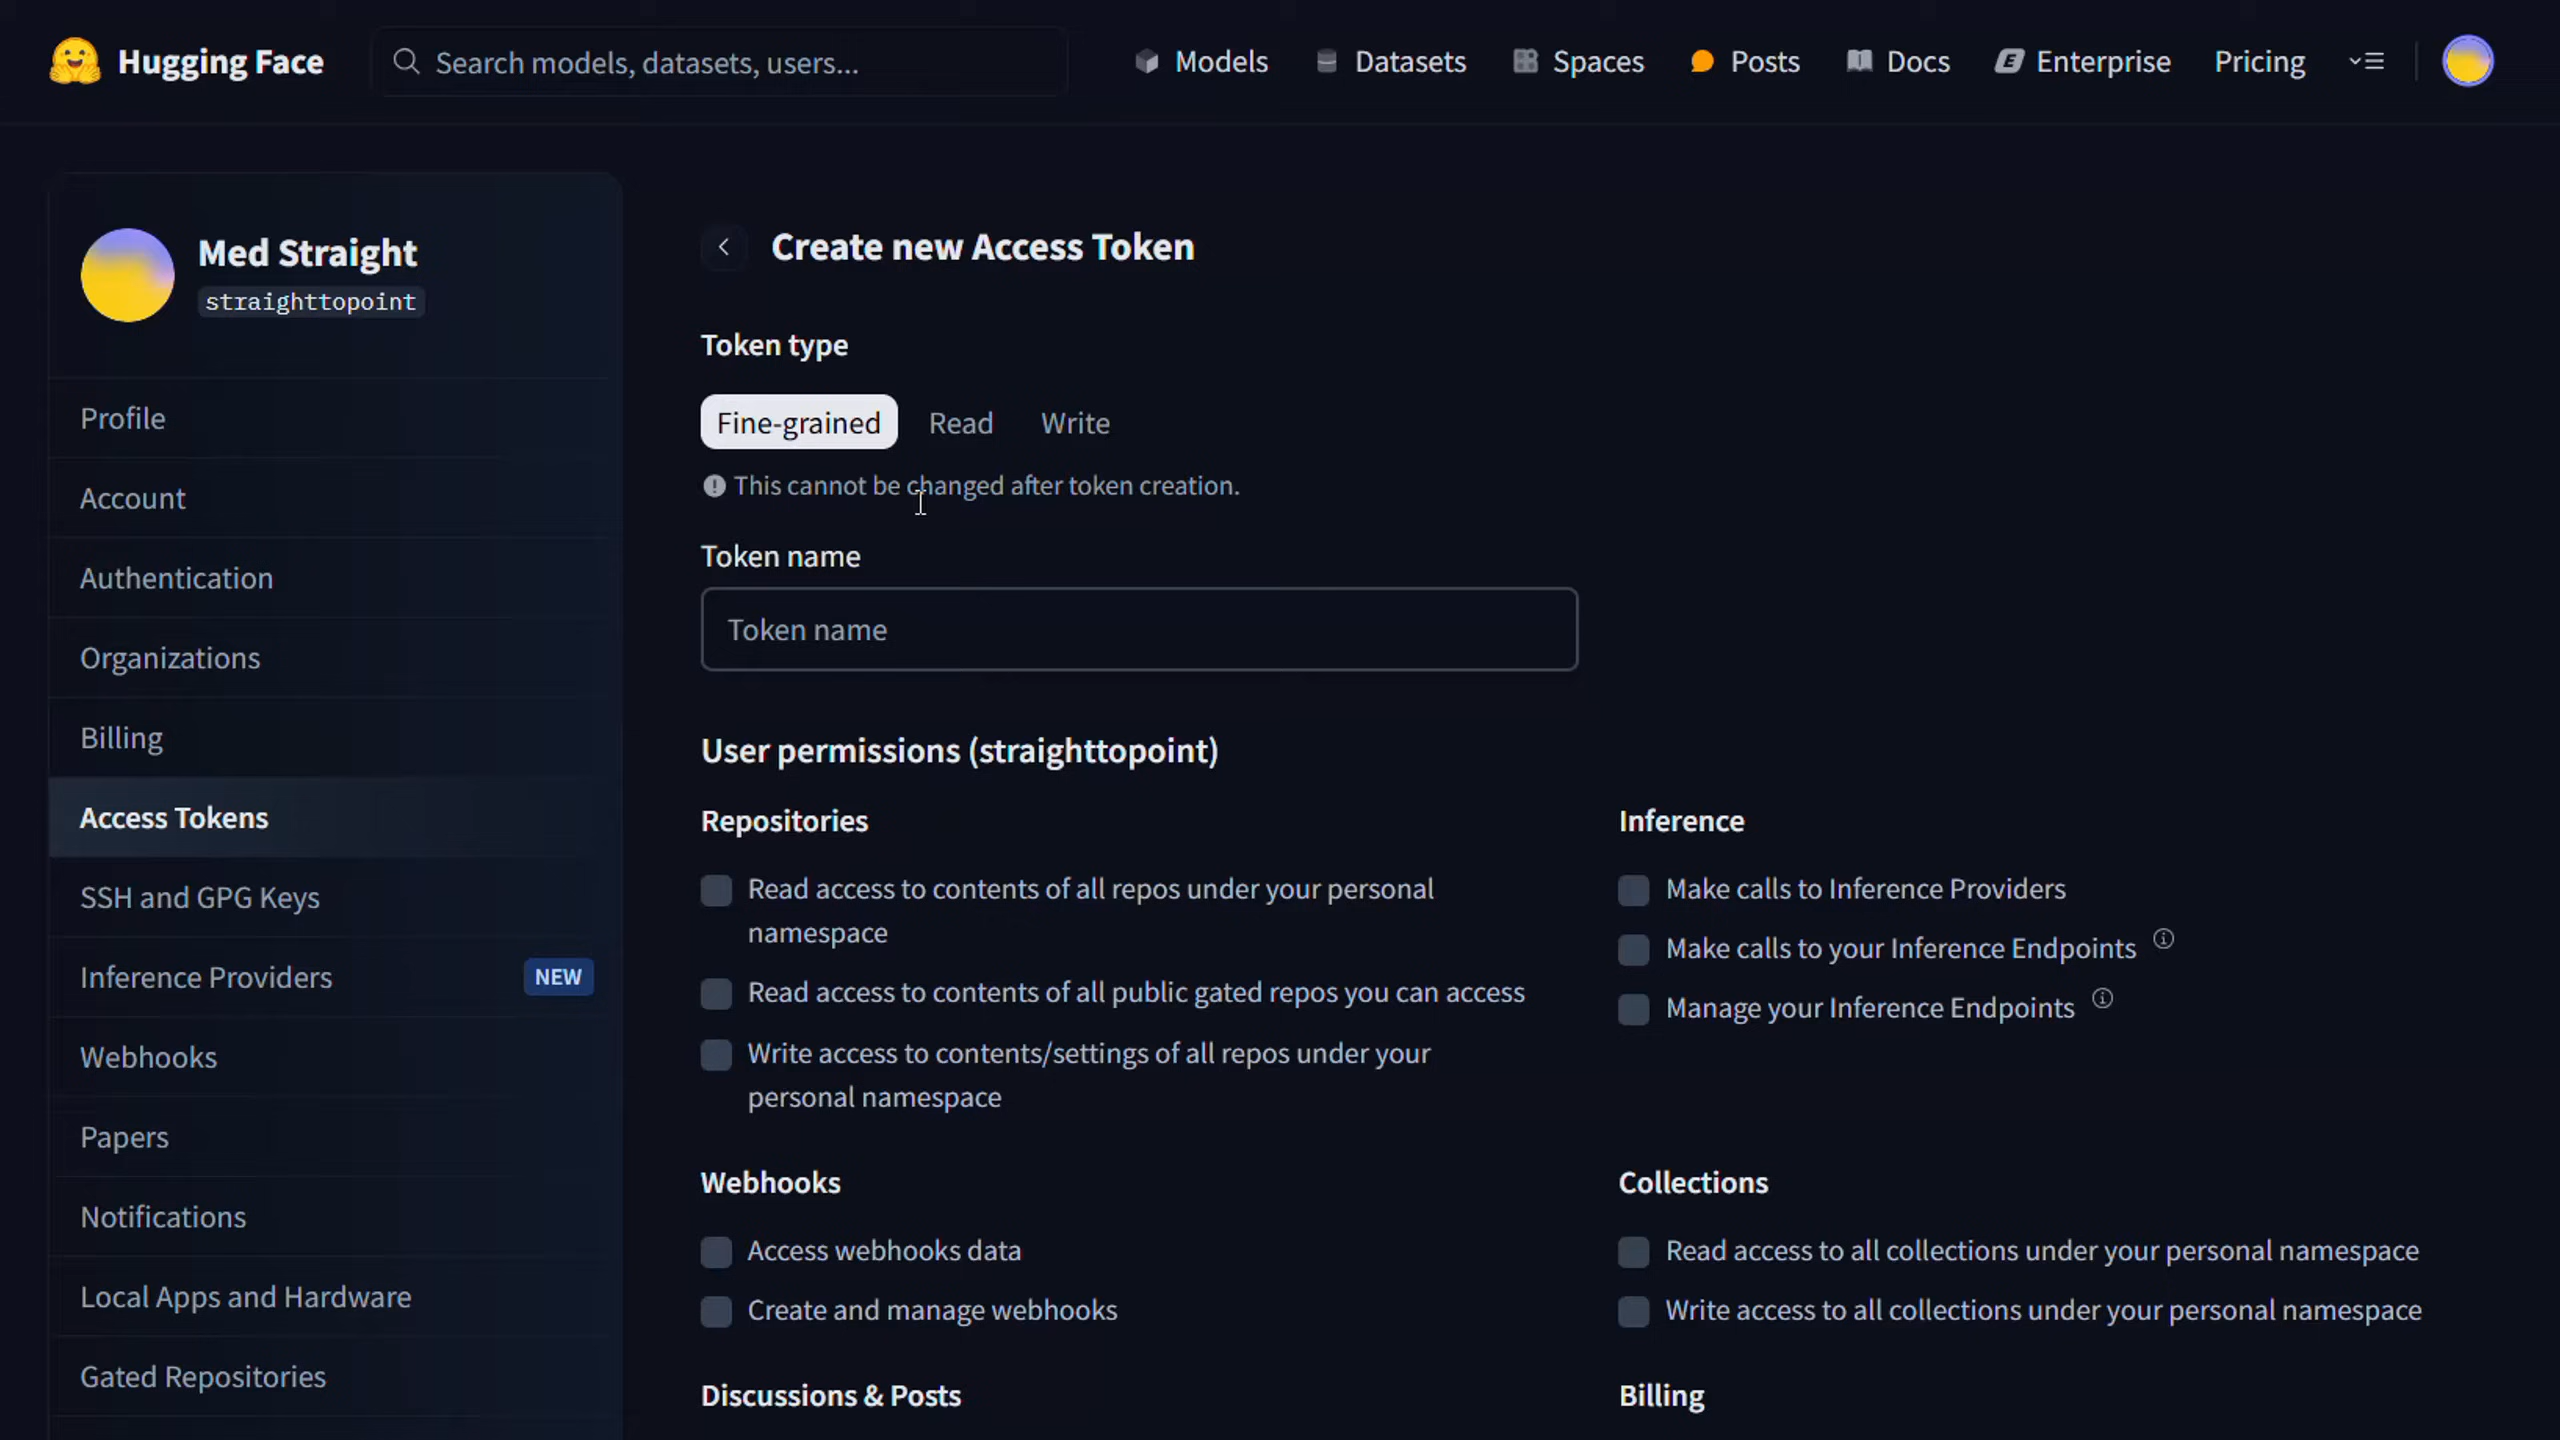 Hugging Face
Search models, datasets, users...
Models
Datasets
Spaces
Posts
Docs
Enterprise
Pricing
Med Straight
straighttopoint
Profile
Account
Authentication
Organizations
Billing
Access Tokens
SSH and GPG Keys
Inference Providers
NEW
Webhooks
Papers
Notifications
Local Apps and Hardware
Gated Repositories
Create new Access Token
Token type
Fine-grained
Read
Write
This cannot be changed after token creation.
Token name
Token name
User permissions (straighttopoint)
Repositories
Read access to contents of all repos under your personal
namespace
Read access to contents of all public gated repos you can access
Write access to contents/settings of all repos under your
personal namespace
Inference
Make calls to Inference Providers
Make calls to your Inference Endpoints
Manage your Inference Endpoints
Webhooks
Access webhooks data
Create and manage webhooks
Collections
Read access to all collections under your personal namespace
Write access to all collections under your personal namespace
Discussions & Posts
Billing